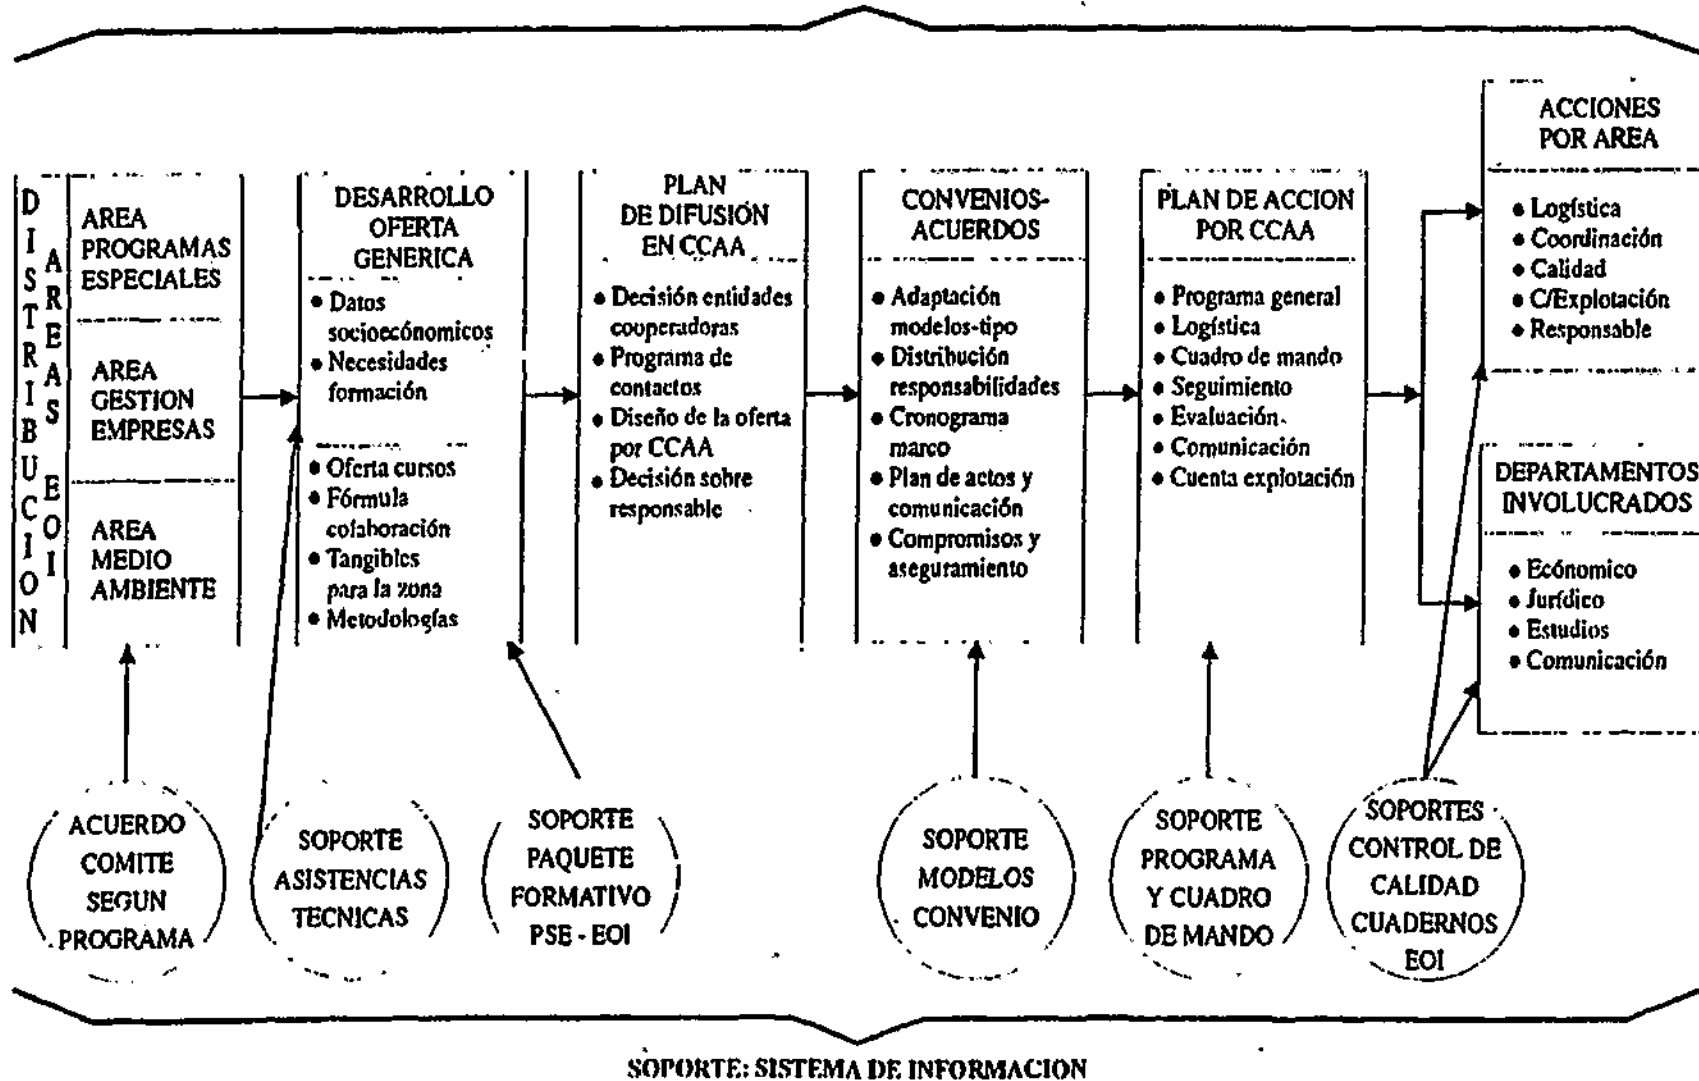 DISTRIBUCION
AREAS EOI
AREA
PROGRAMAS
ESPECIALES
AREA
GESTION
EMPRESAS
AREA
MEDIO
AMBIENTE
DESARROLLO
OFERTA
GENERICA
• Datos
socioecónomicos
• Necesidades
formación
• Oferta cursos
• Fórmula
colaboración
• Tangibles
para la zona
• Metodologías
PLAN
DE DIFUSIÓN
EN CCAA
• Decisión entidades
cooperadoras
• Programa de
contactos
• Diseño de la oferta
por CCAA
• Decisión sobre
responsable
CONVENIOS-
ACUERDOS
• Adaptación
modelos-tipo
• Distribución
responsabilidades
• Cronograma
marco
• Plan de actos y
comunicación
• Compromisos y
aseguramiento
PLAN DE ACCION
POR CCAA
• Programa general
• Logística
• Cuadro de mando
• Seguimiento
• Evaluación
• Comunicación
• Cuenta explotación
ACCIONES
POR AREA
• Logística
• Coordinación
• Calidad
• C/Explotación
• Responsable
DEPARTAMENTOS
INVOLUCRADOS
• Ecónomico
• Jurídico
• Estudios
• Comunicación
ACUERDO
COMITE
SEGUN
PROGRAMA
SOPORTE
ASISTENCIAS
TECNICAS
SOPORTE
PAQUETE
FORMATIVO
PSE - EOI
SOPORTE
MODELOS
CONVENIO
SOPORTE
PROGRAMA
Y CUADRO
DE MANDO
SOPORTES
CONTROL DE
CALIDAD
CUADERNOS
EOI
SOPORTE: SISTEMA DE INFORMACION